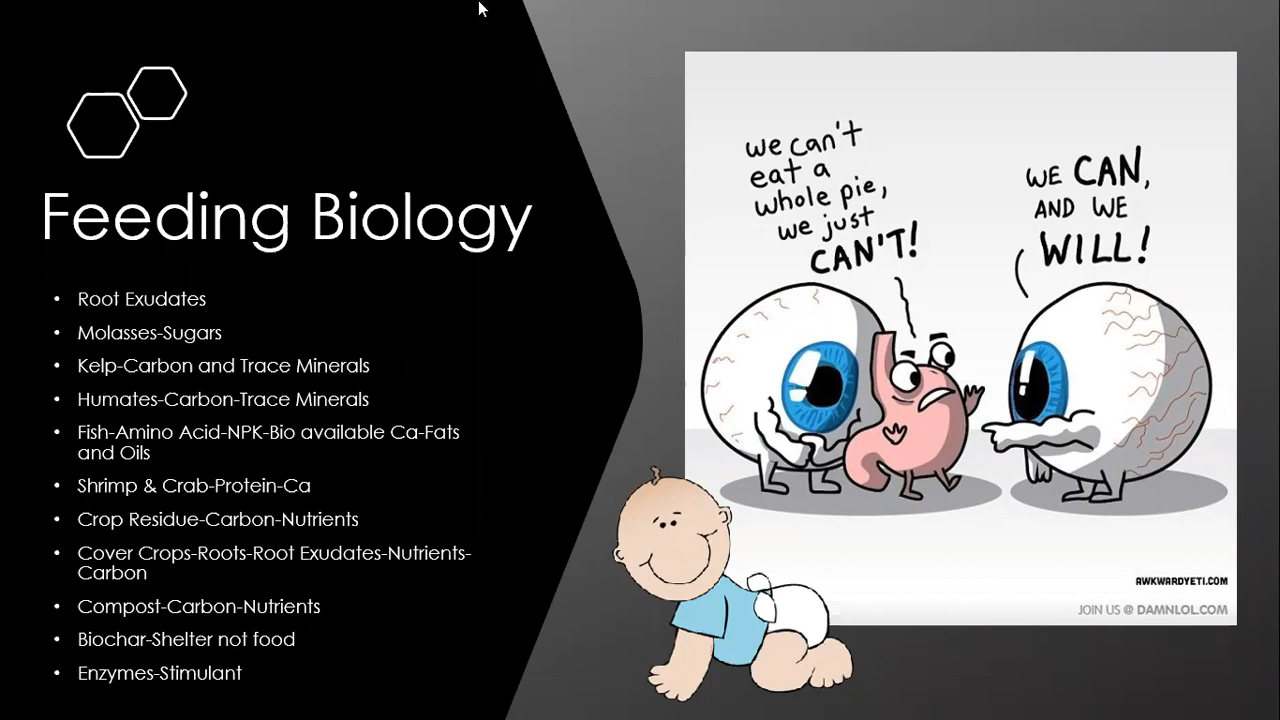 Feeding Biology
• Root Exudates
• Molasses-Sugars
• Kelp-Carbon and Trace Minerals
• Humates-Carbon-Trace Minerals
• Fish-Amino Acid-NPK-Bio available Ca-Fats
and Oils
• Shrimp & Crab-Protein-Ca
• Crop Residue-Carbon-Nutrients
• Cover Crops-Roots-Root Exudates-Nutrients-
Carbon
• Compost-Carbon-Nutrients
• Biochar-Shelter not food
• Enzymes-Stimulant
we can't
eat a
whole pie,
we just
CAN'T!
WE CAN,
AND WE
WILL!
AWKWARDYETI.COM
JOIN US @ DAMNLOL.COM